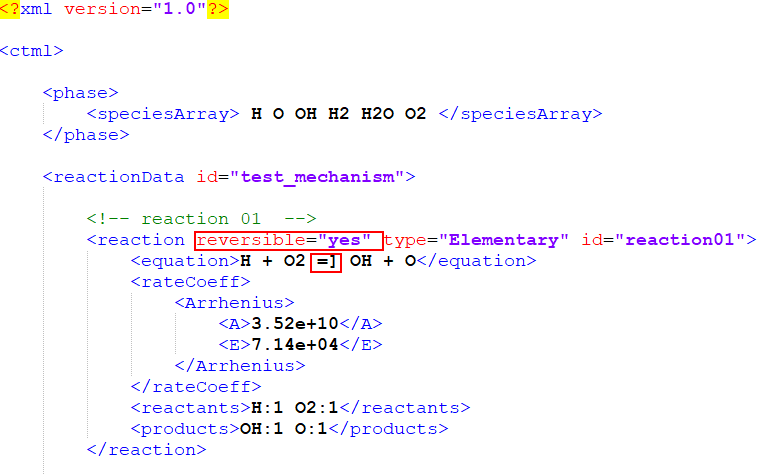 <?xml version="1.0"?>
<ctml>
<phase>
<speciesArray> H O OH H2 H2O O2 </speciesArray>
</phase>
<reactionData id="test_mechanism">
<!-- reaction 01  -->
<reaction reversible="yes" type="Elementary" id="reaction01">
<equation>H + O2 =] OH + O</equation>
<rateCoeff>
<Arrhenius>
<A>3.52e+10</A>
<E>7.14e+04</E>
</Arrhenius>
</rateCoeff>
<reactants>H:1 O2:1</reactants>
<products>OH:1 O:1</products>
</reaction>